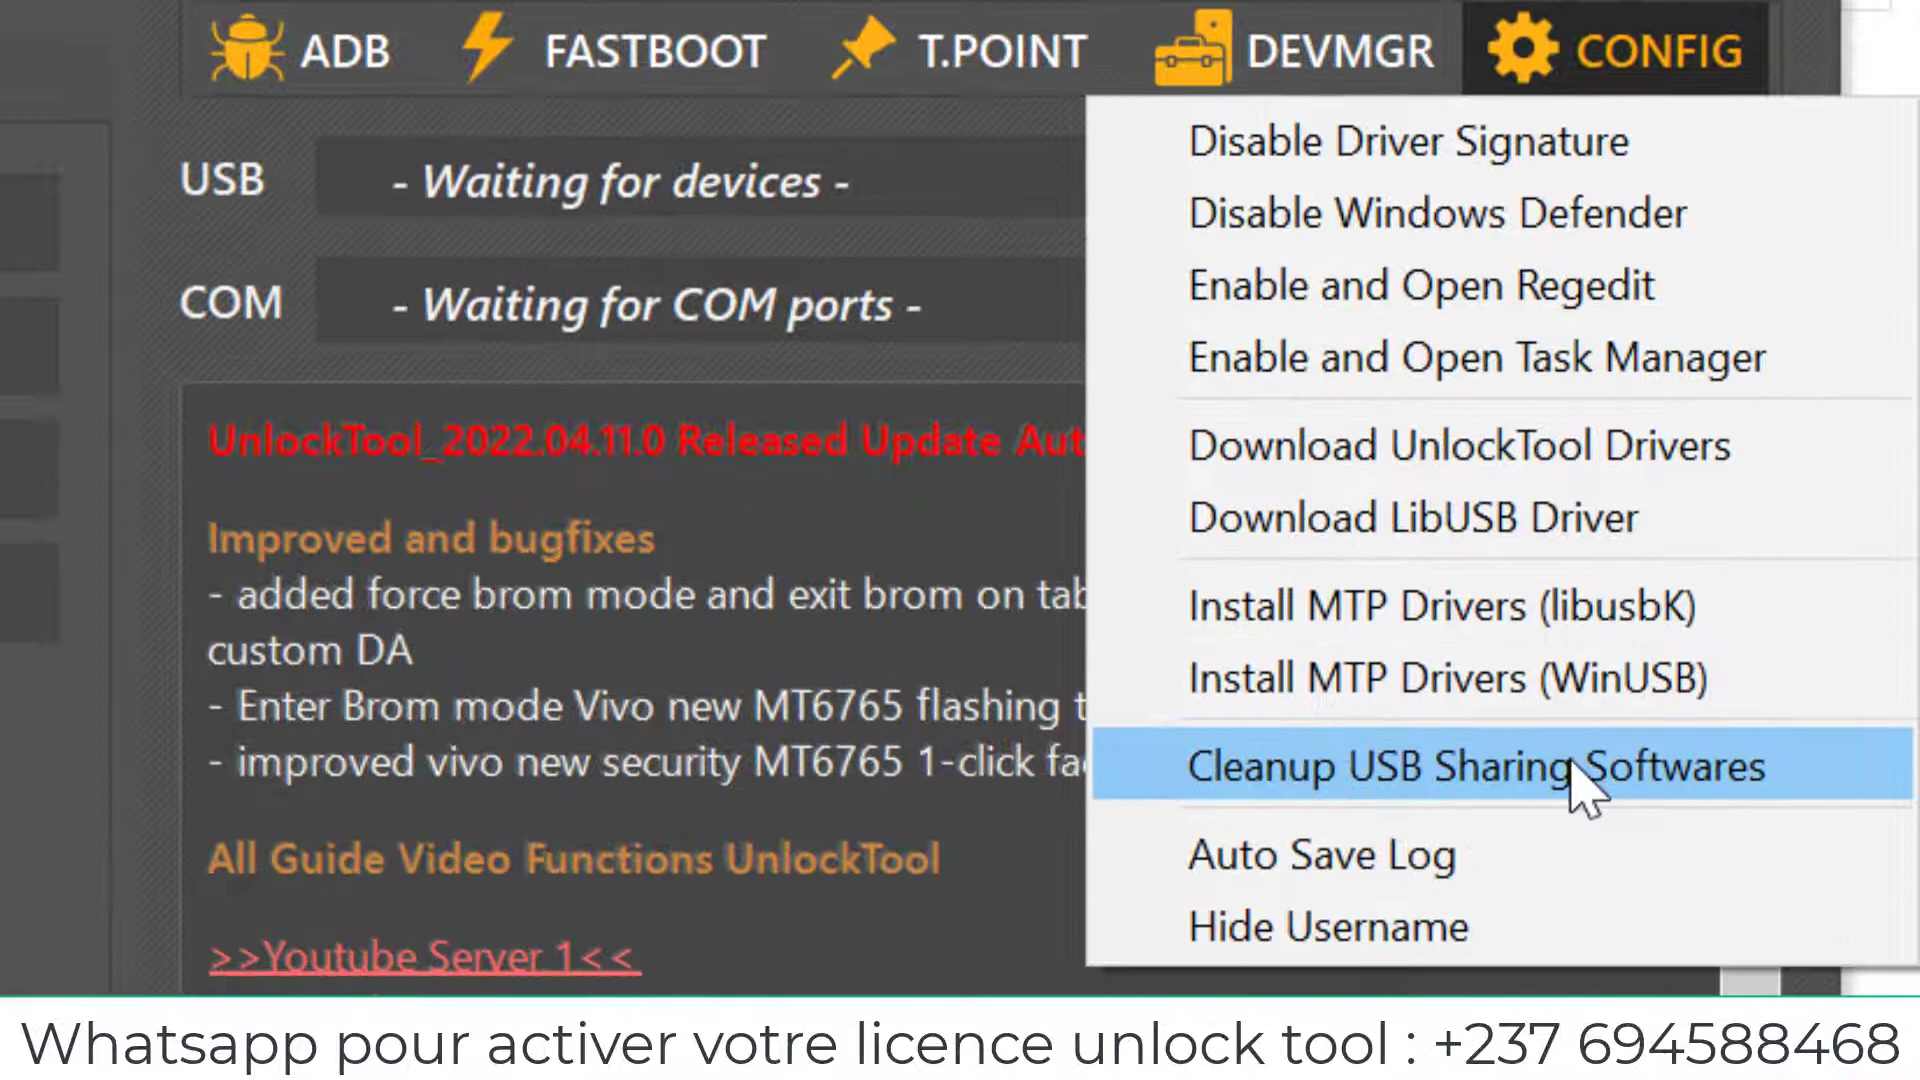 ADB FASTBOOT T.POINT DEVMGR CONFIG
USB - Waiting for devices -
COM - Waiting for COM ports -
UnlockTool_2022.04.11.0 Released Update Aut
Improved and bugfixes
- added force brom mode and exit brom on tab
custom DA
- Enter Brom mode Vivo new MT6765 flashing t
- improved vivo new security MT6765 1-click fac
All Guide Video Functions UnlockTool
>>Youtube Server 1<<
Disable Driver Signature
Disable Windows Defender
Enable and Open Regedit
Enable and Open Task Manager
Download UnlockTool Drivers
Download LibUSB Driver
Install MTP Drivers (libusbK)
Install MTP Drivers (WinUSB)
Cleanup USB Sharing Softwares
Auto Save Log
Hide Username
Whatsapp pour activer votre licence unlock tool : +237 694588468